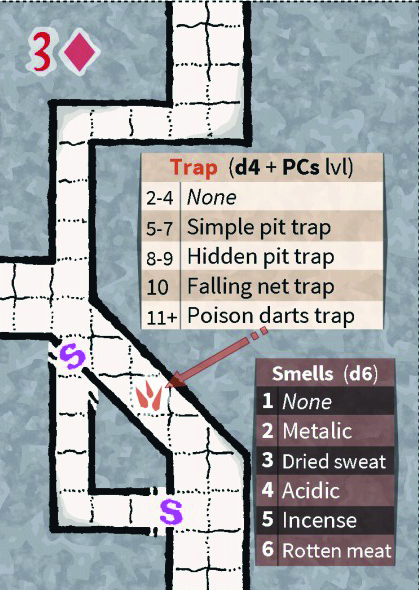 3♦
Trap (d4 + PCs lvl)
2-4 None
5-7 Simple pit trap
8-9 Hidden pit trap
10 Falling net trap
11+ Poison darts trap
S
Smells (d6)
1 None
2 Metalic
3 Dried sweat
4 Acidic
5 Incense
6 Rotten meat
S